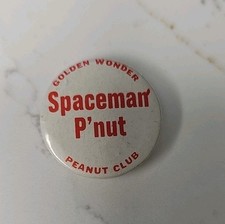 GOLDEN WONDER
Spaceman
P'nut
PEANUT CLUB